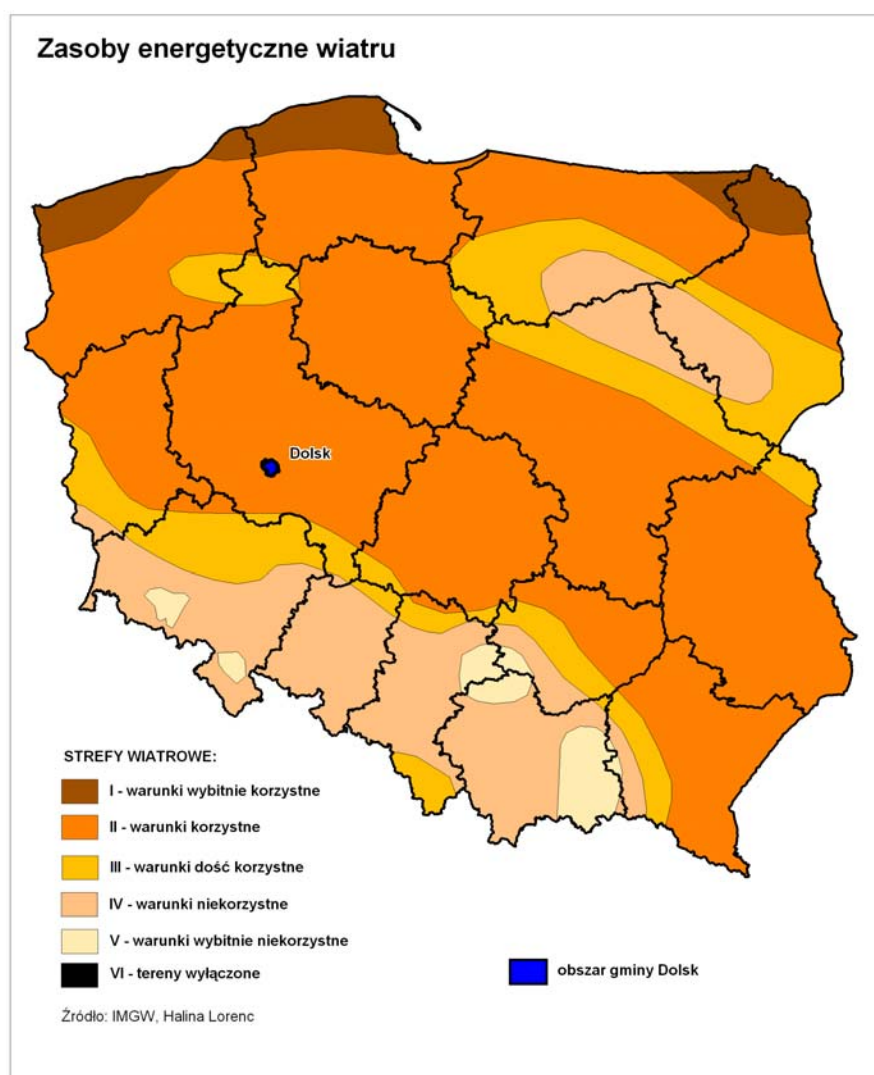 Zasoby energetyczne wiatru
Dolsk
STREFY WIATROWE:
I - warunki wybitnie korzystne
II - warunki korzystne
III - warunki dość korzystne
IV - warunki niekorzystne
V - warunki wybitnie niekorzystne
VI - tereny wyłączone
obszar gminy Dolsk
Źródło: IMGW, Halina Lorenc